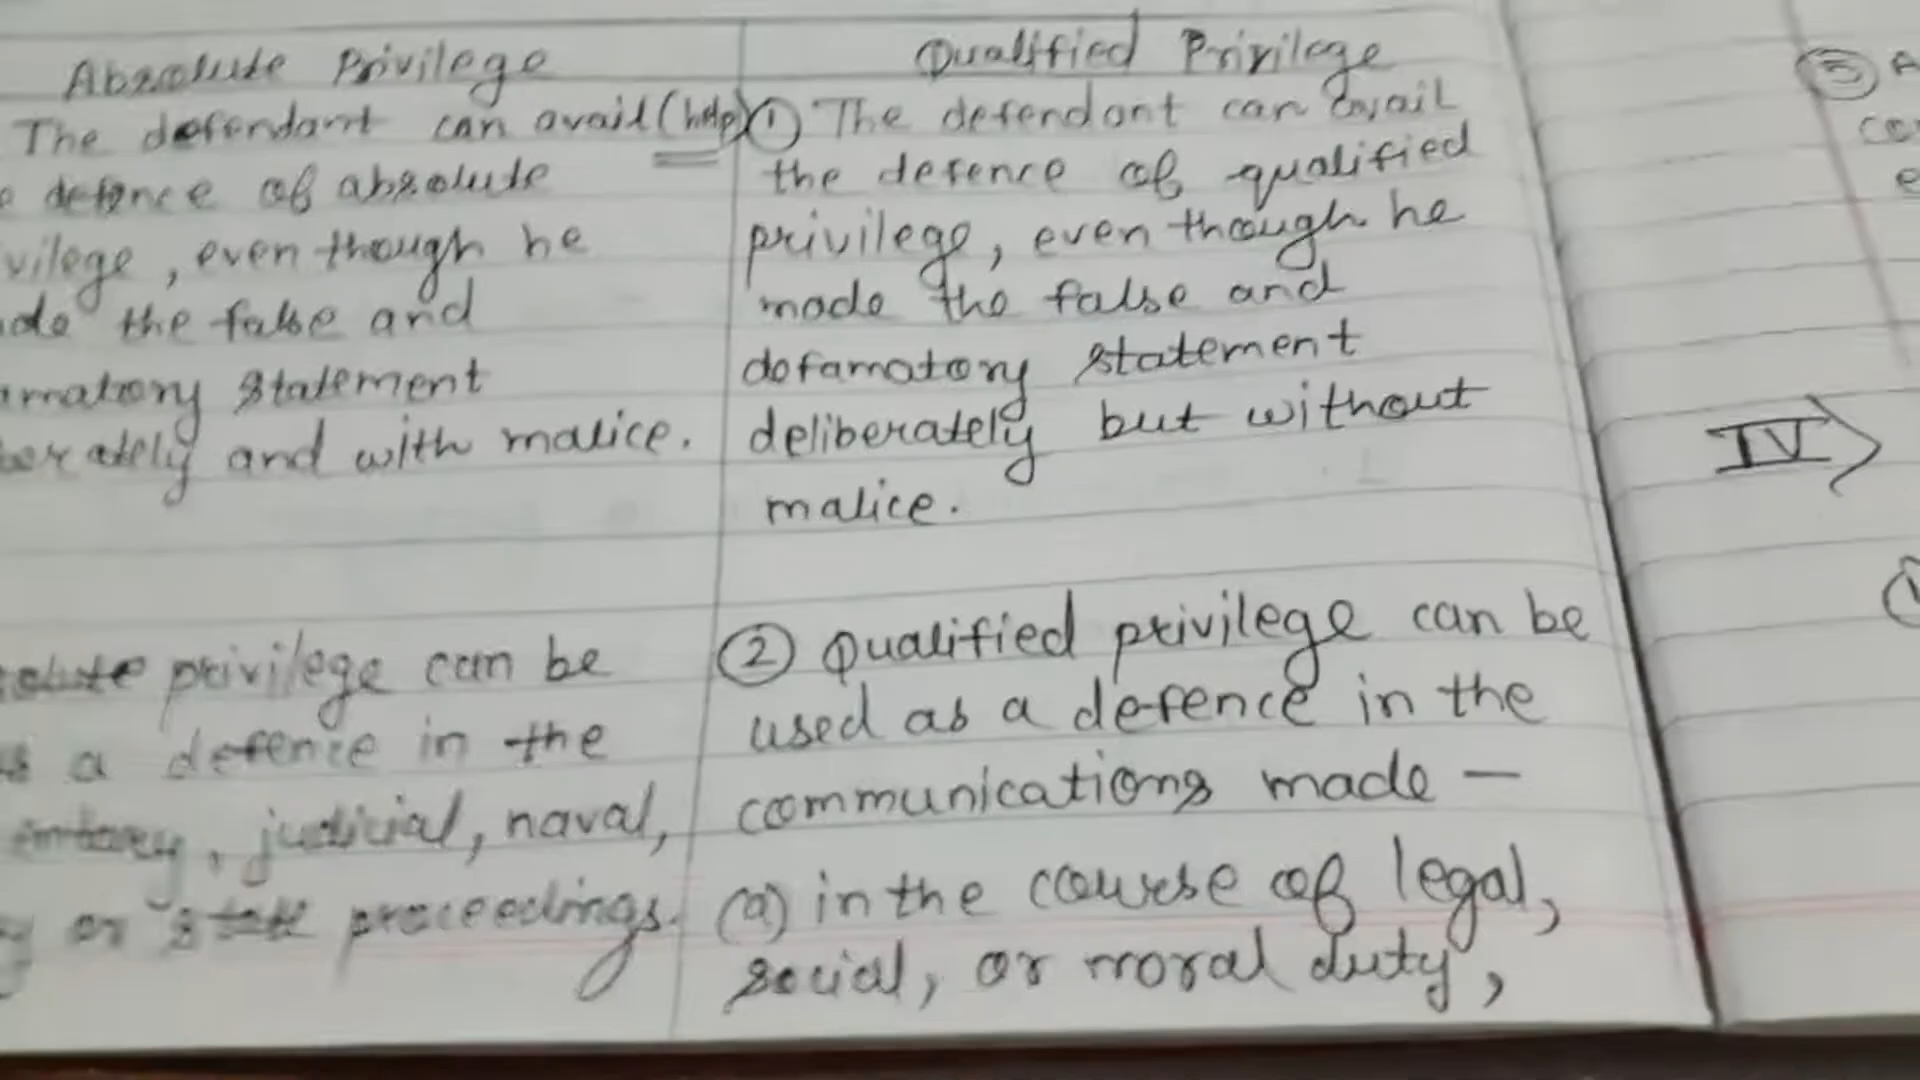 Absolute Privilege
The defendant can avail (help)
defence of absolute
vilege, even though he
the false and
statement
and with malice.
privilege can be
a defence in the
judicial, naval,
or state proceedings.
Qualified Privilege
① The defendant can avail
the defence of qualified
privilege, even though he
made the false and
defamatory statement
deliberately but without
malice.
② Qualified privilege can be
used as a defence in the
communications made —
(a) in the course of legal,
social, or moral duty,
③ A
IV
①